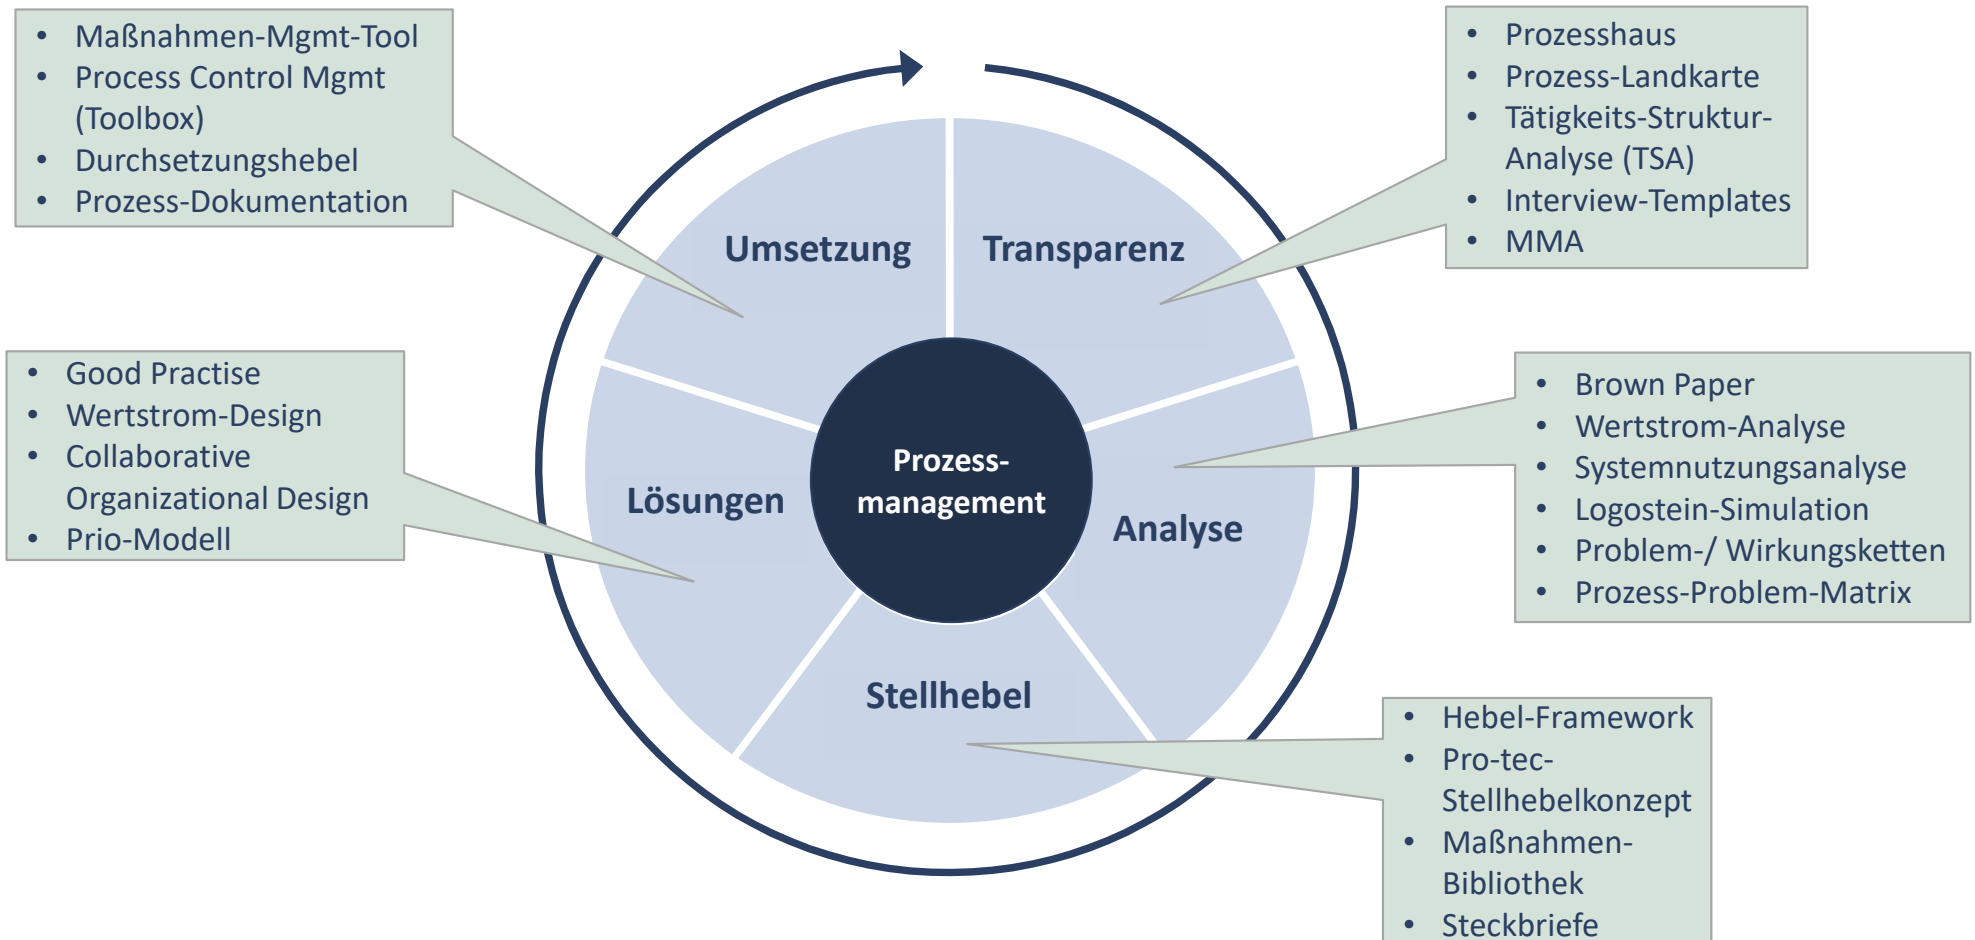 • Maßnahmen-Mgmt-Tool
• Process Control Mgmt
(Toolbox)
• Durchsetzungshebel
• Prozess-Dokumentation
• Prozesshaus
• Prozess-Landkarte
• Tätigkeits-Struktur-
Analyse (TSA)
• Interview-Templates
• MMA
Umsetzung
Transparenz
• Good Practise
• Wertstrom-Design
• Collaborative
Organizational Design
• Prio-Modell
Lösungen
Prozess-
management
Analyse
• Brown Paper
• Wertstrom-Analyse
• Systemnutzungsanalyse
• Logostein-Simulation
• Problem-/ Wirkungsketten
• Prozess-Problem-Matrix
Stellhebel
• Hebel-Framework
• Pro-tec-
Stellhebelkonzept
• Maßnahmen-
Bibliothek
• Steckbriefe